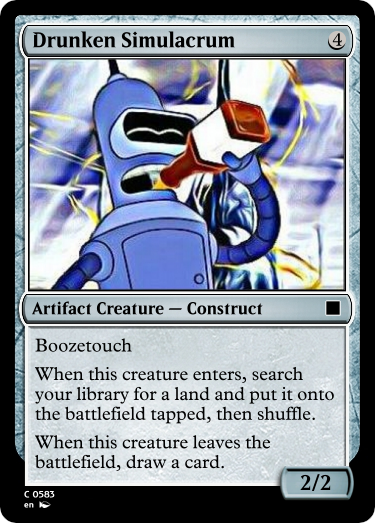 Drunken Simulacrum 4
Artifact Creature — Construct
Boozetouch
When this creature enters, search
your library for a land and put it onto
the battlefield tapped, then shuffle.
When this creature leaves the
battlefield, draw a card.
2/2
C 0583
en